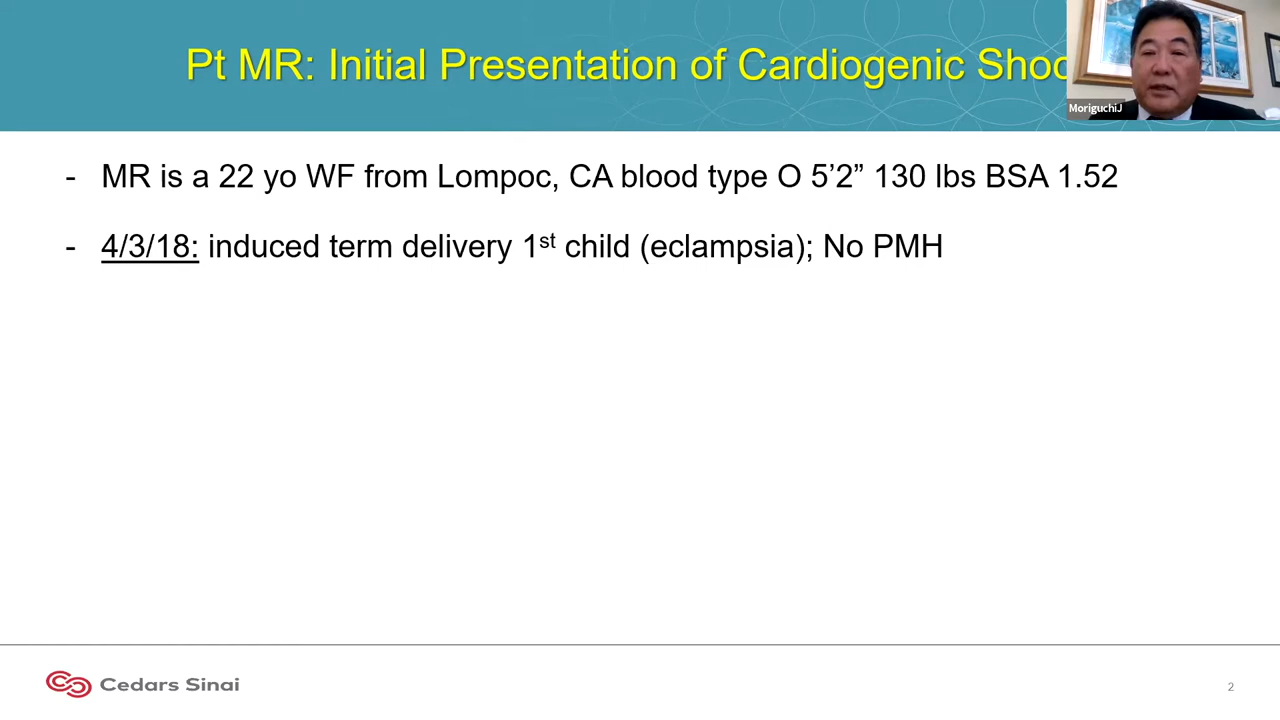 Pt MR: Initial Presentation of Cardiogenic Shoc
MoriguchiJ
- MR is a 22 yo WF from Lompoc, CA blood type O 5’2” 130 lbs BSA 1.52
- 4/3/18: induced term delivery 1st child (eclampsia); No PMH
Cedars Sinai
2